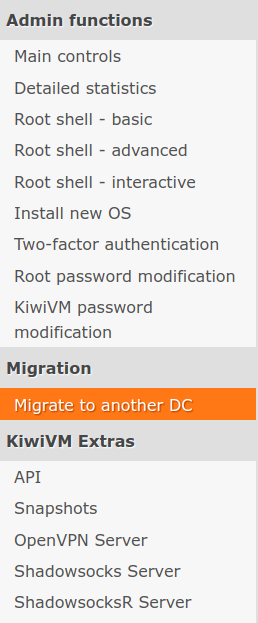 Admin functions
Main controls
Detailed statistics
Root shell - basic
Root shell - advanced
Root shell - interactive
Install new OS
Two-factor authentication
Root password modification
KiwiVM password
modification
Migration
Migrate to another DC
KiwiVM Extras
API
Snapshots
OpenVPN Server
Shadowsocks Server
ShadowsocksR Server